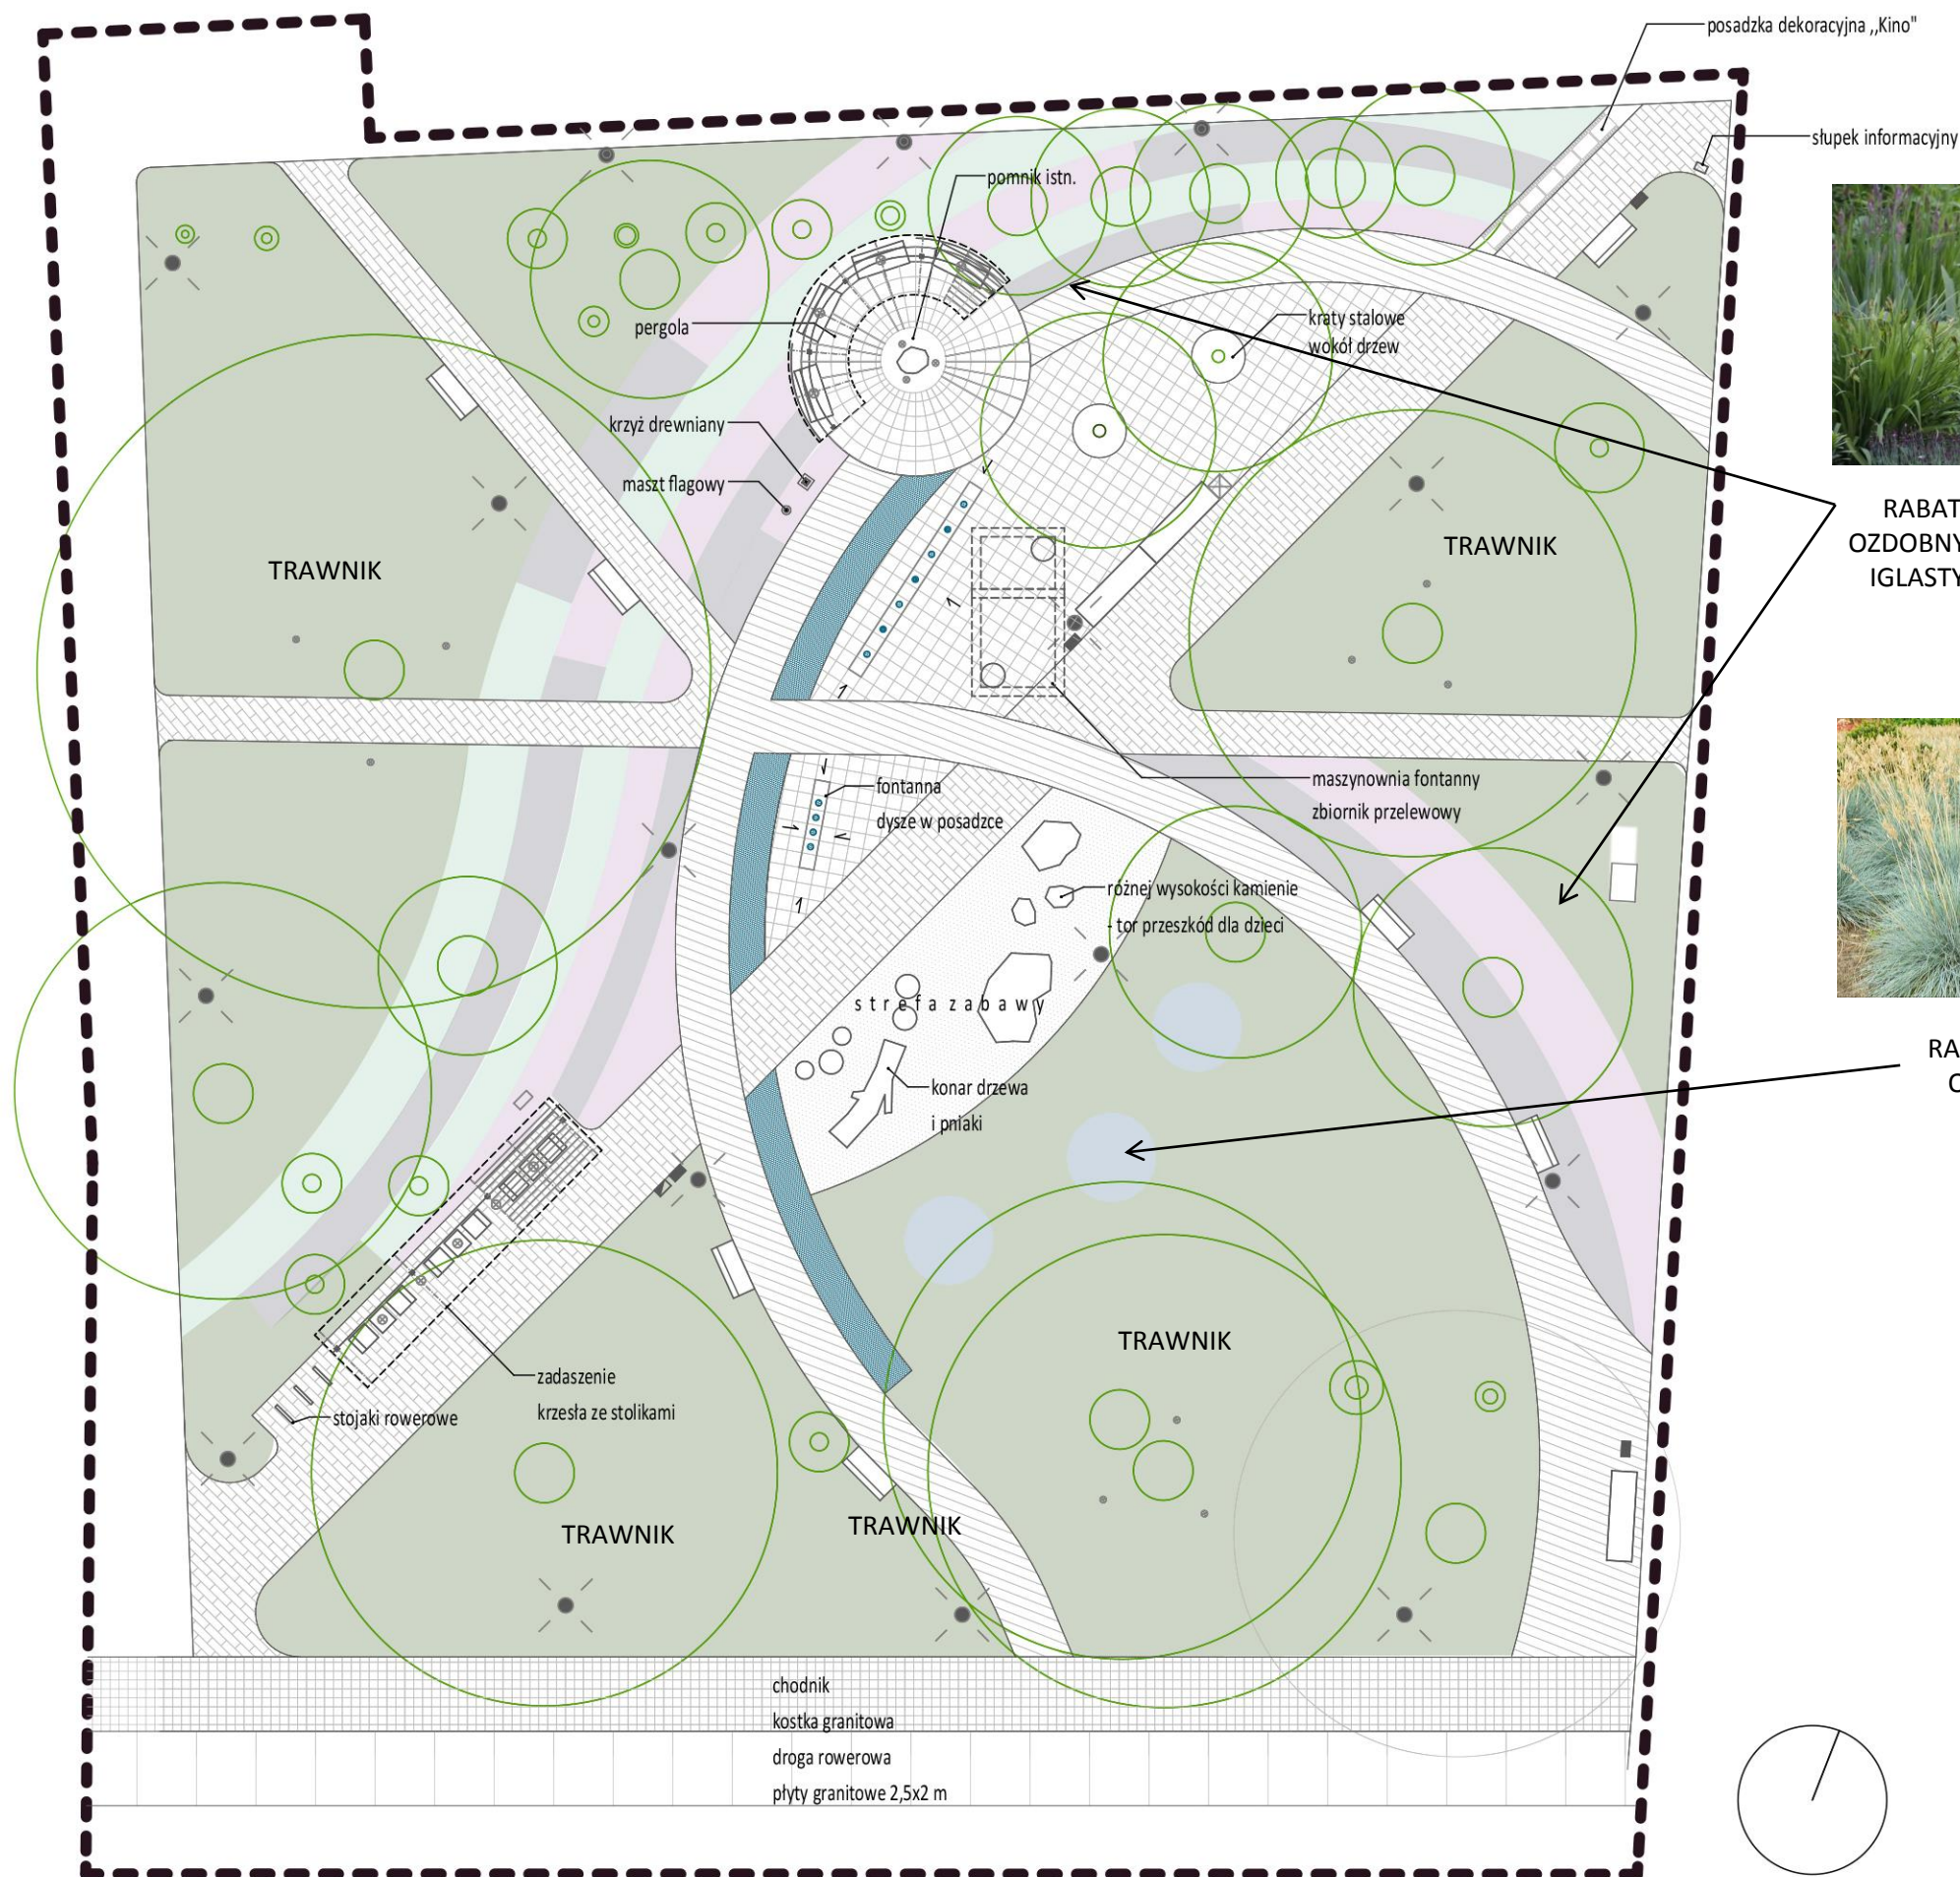 posadzka dekoracyjna ,,Kino"
słupek informacyjny
pomnik istn.
pergola
kraty stalowe
wokół drzew
krzyż drewniany
maszt flagowy
RABAT
OZDOBNY
IGLASTY
TRAWNIK
TRAWNIK
fontanna
dysze w posadzce
maszynownia fontanny
zbiornik przelewowy
różnej wysokości kamienie
- tor przeszkód dla dzieci
strefa zabawy
RA
konar drzewa
i pniaki
TRAWNIK
zadaszenie
krzesła ze stolikami
stojaki rowerowe
TRAWNIK
TRAWNIK
chodnik
kostka granitowa
droga rowerowa
płyty granitowe 2,5x2 m